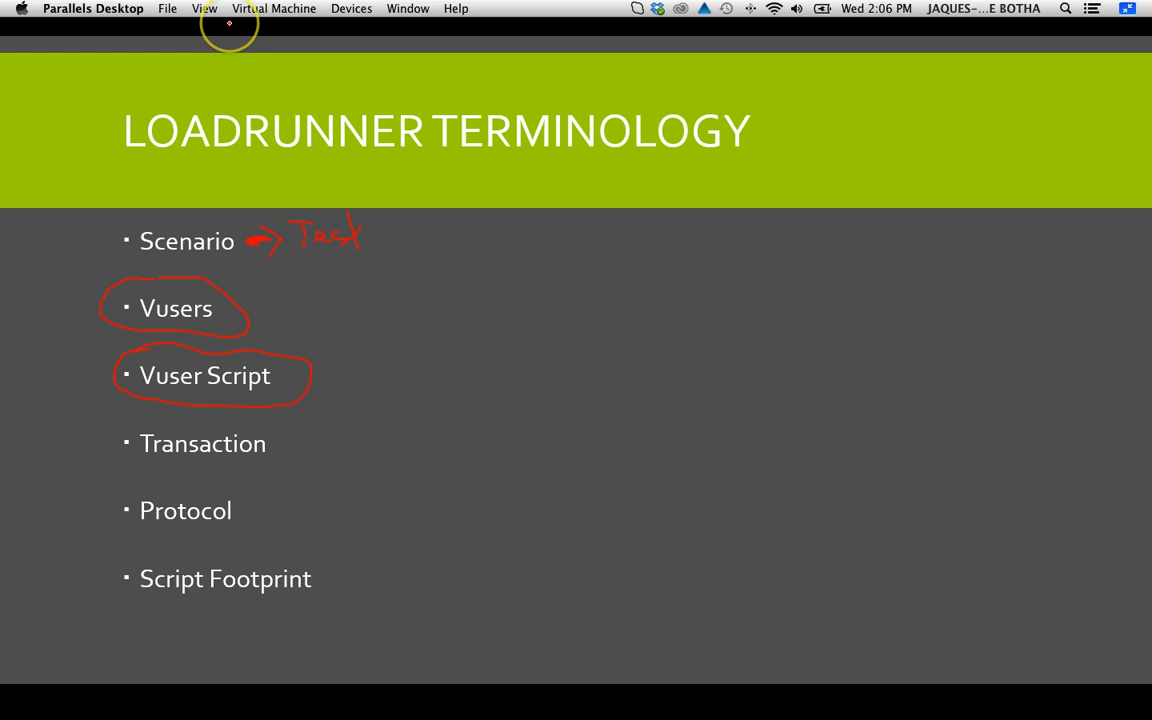 Parallels Desktop File View Virtual Machine Devices Window Help Wed 2:06 PM JAQUES-...E BOTHA
LOADRUNNER TERMINOLOGY
▪ Scenario → Test
▪ Vusers
▪ Vuser Script
▪ Transaction
▪ Protocol
▪ Script Footprint